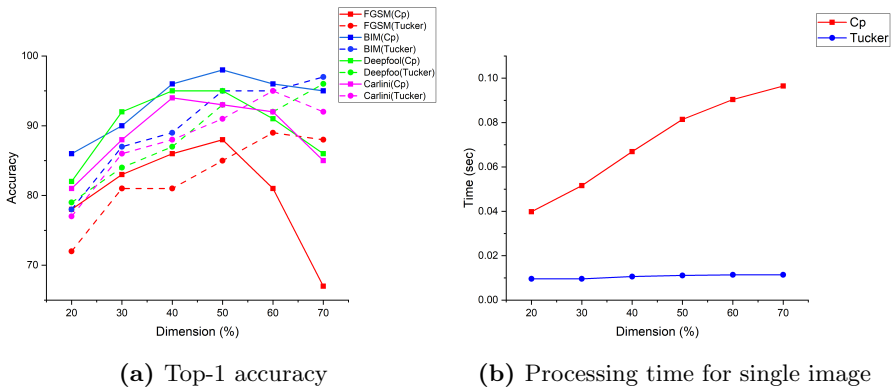 FGSM(Cp)
FGSM(Tucker)
BIM(Cp)
BIM(Tucker)
Deepfool(Cp)
Deepfoo(Tucker)
Carlini(Cp)
Carlini(Tucker)
100
90
80
70
Accuracy
20 30 40 50 60 70
Dimension (%)
(a) Top-1 accuracy
Cp
Tucker
0.10
0.08
0.06
0.04
0.02
0.00
Time (sec)
20 30 40 50 60 70
Dimension (%)
(b) Processing time for single image